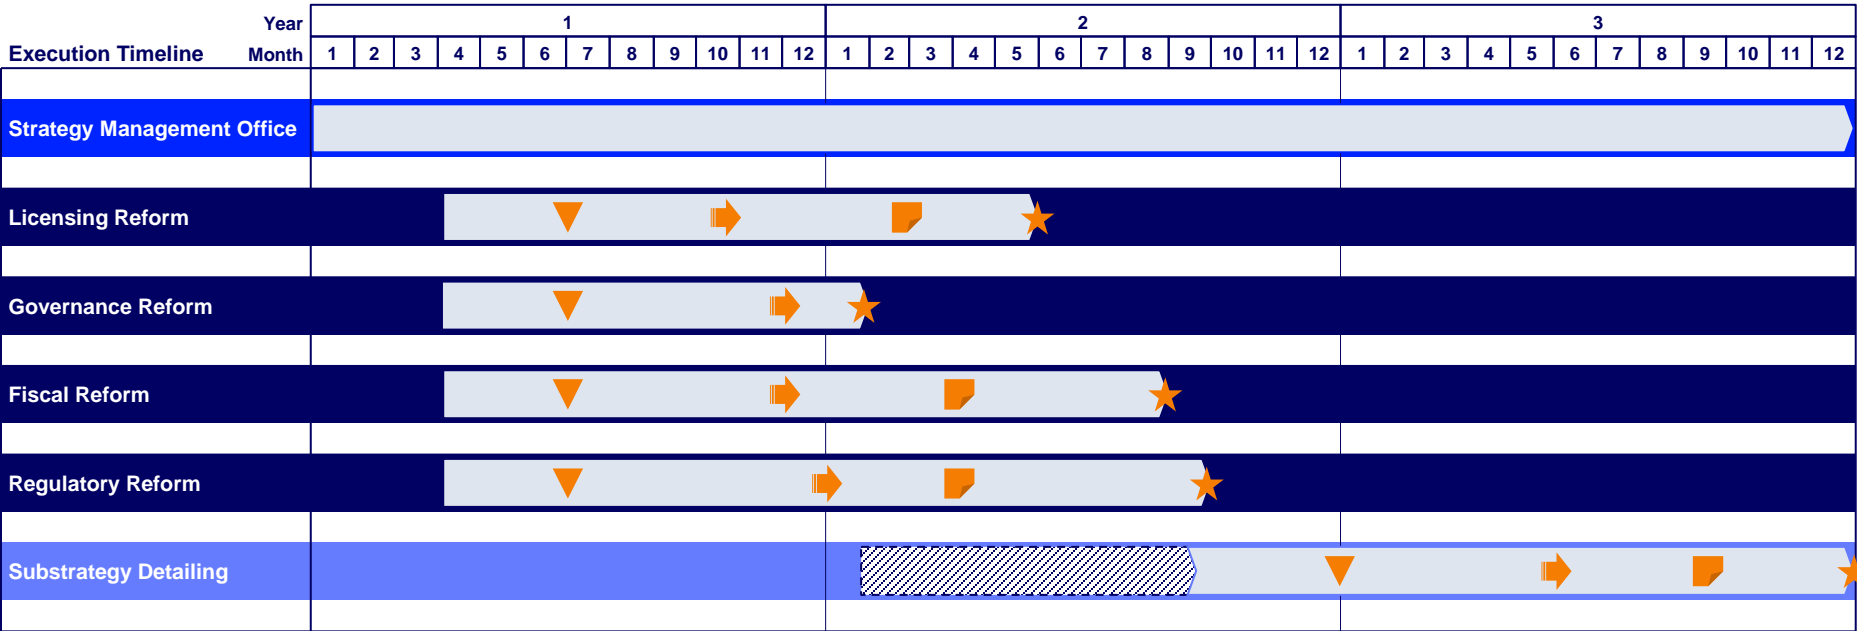 Year 1 2 3
Execution Timeline Month 1 2 3 4 5 6 7 8 9 10 11 12 1 2 3 4 5 6 7 8 9 10 11 12 1 2 3 4 5 6 7 8 9 10 11 12
Strategy Management Office
Licensing Reform
Governance Reform
Fiscal Reform
Regulatory Reform
Substrategy Detailing